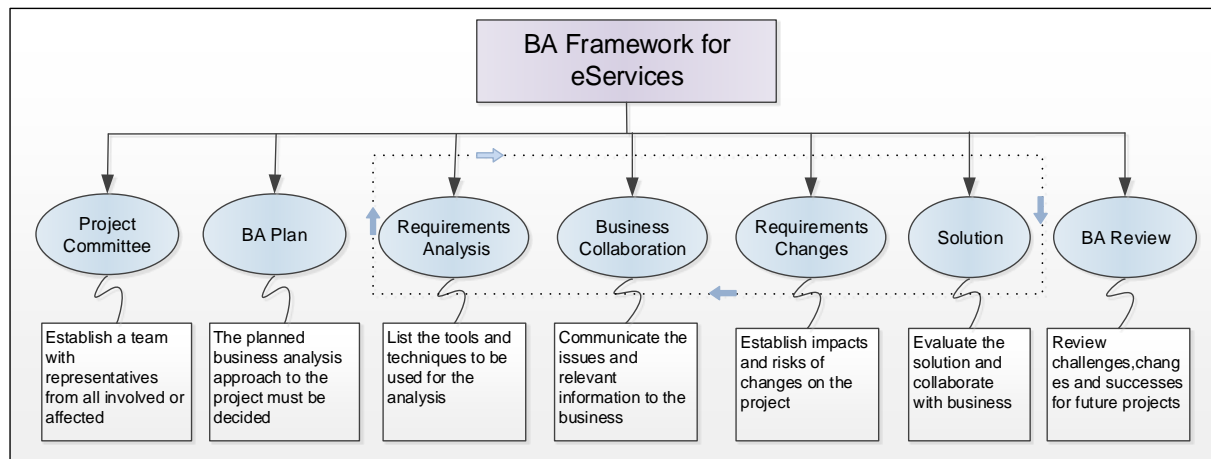 BA Framework for
eServices
Project
Committee
BA Plan
Requirements
Analysis
Business
Collaboration
Requirements
Changes
Solution
BA Review
Establish a team
with
representatives
from all involved or
affected
The planned
business analysis
approach to the
project must be
decided
List the tools and
techniques to be
used for the
analysis
Communicate the
issues and
relevant
information to the
business
Establish impacts
and risks of
changes on the
project
Evaluate the
solution and
collaborate
with business
Review
challenges,chang
es and successes
for future projects